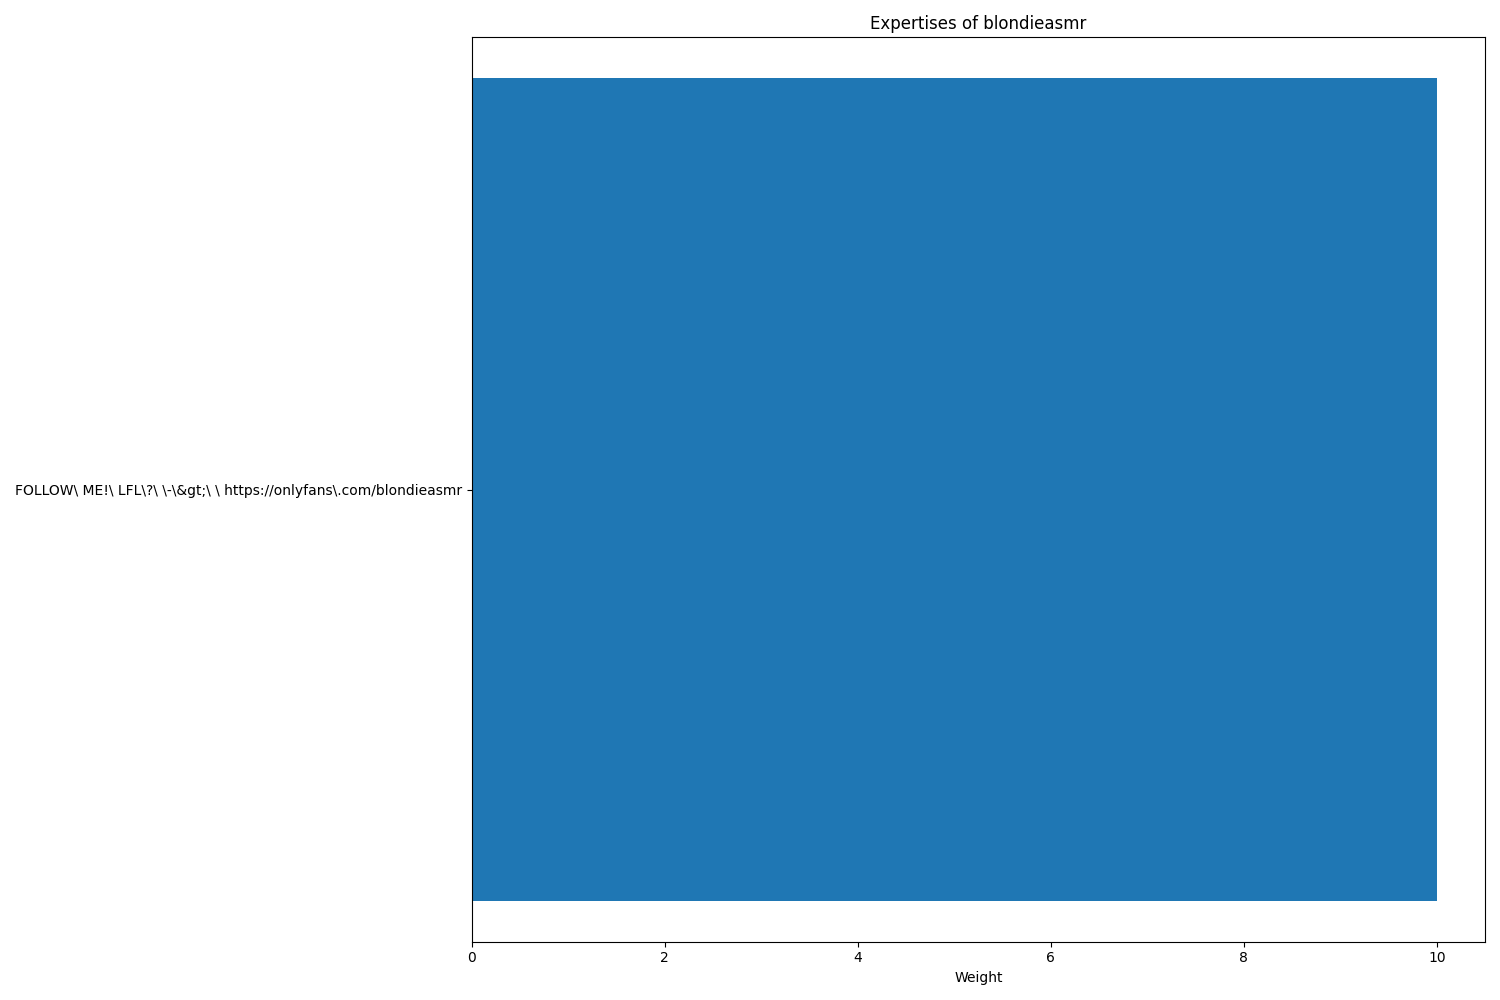 Expertises of blondieasmr
FOLLOW\ ME!\ LFL\?\ \-\&gt;\ \ https://onlyfans\.com/blondieasmr
0 2 4 6 8 10
Weight